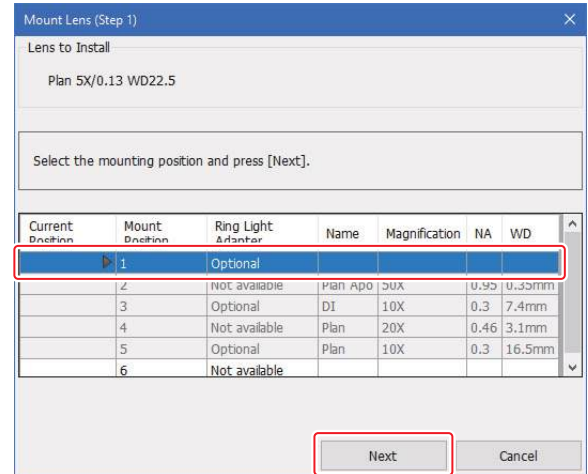 Mount Lens (Step 1)
Lens to Install
Plan 5X/0.13 WD22.5
Select the mounting position and press [Next].
Current Position Mount Position Ring Light Adapter Name Magnification NA WD
1 Optional
2 Not available Plan Apo 50X 0.95 0.35mm
3 Optional DI 10X 0.3 7.4mm
4 Not available Plan 20X 0.46 3.1mm
5 Optional Plan 10X 0.3 16.5mm
6 Not available
Next Cancel